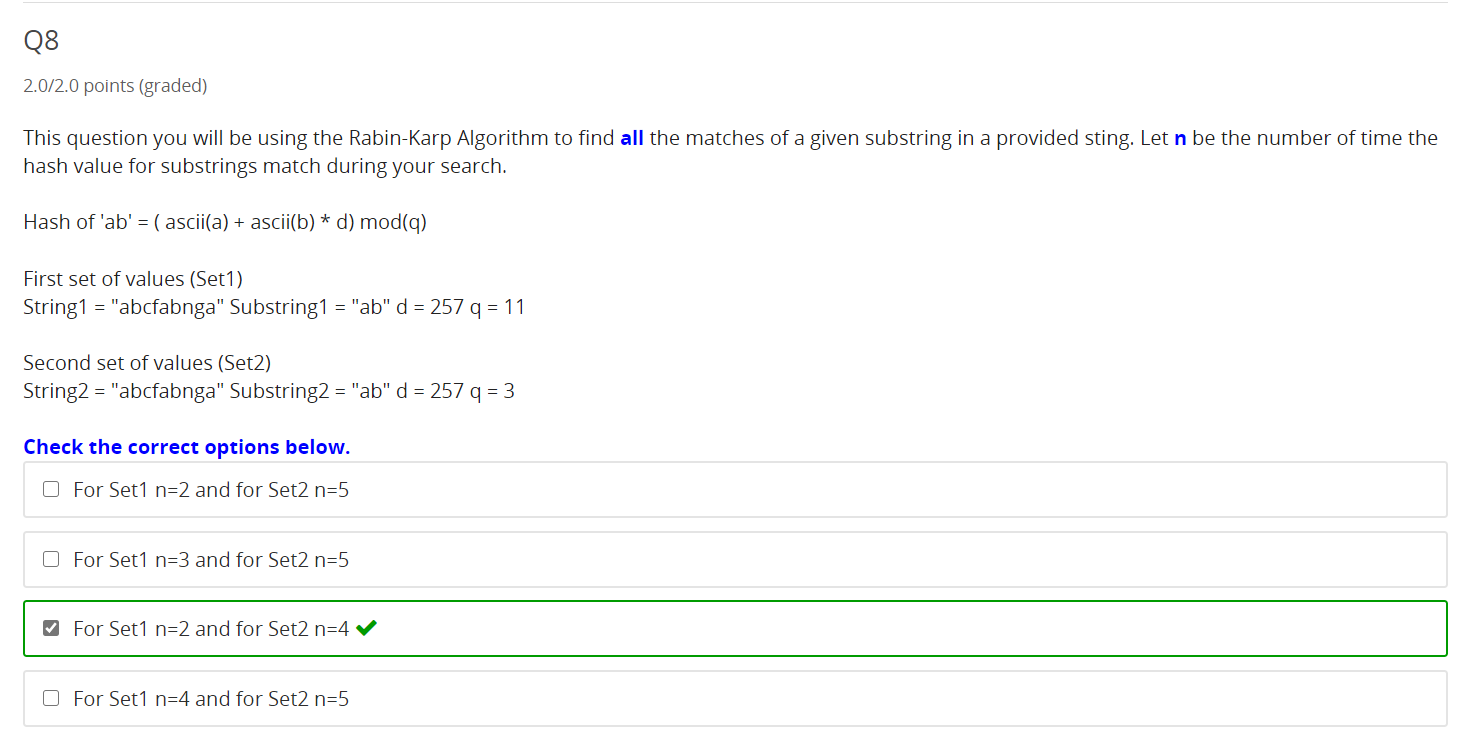 Q8
2.0/2.0 points (graded)
This question you will be using the Rabin-Karp Algorithm to find all the matches of a given substring in a provided sting. Let n be the number of time the
hash value for substrings match during your search.
Hash of 'ab' = ( ascii(a) + ascii(b) * d) mod(q)
First set of values (Set1)
String1 = "abcfabnga" Substring1 = "ab" d = 257 q = 11
Second set of values (Set2)
String2 = "abcfabnga" Substring2 = "ab" d = 257 q = 3
Check the correct options below.
For Set1 n=2 and for Set2 n=5
For Set1 n=3 and for Set2 n=5
For Set1 n=2 and for Set2 n=4
For Set1 n=4 and for Set2 n=5